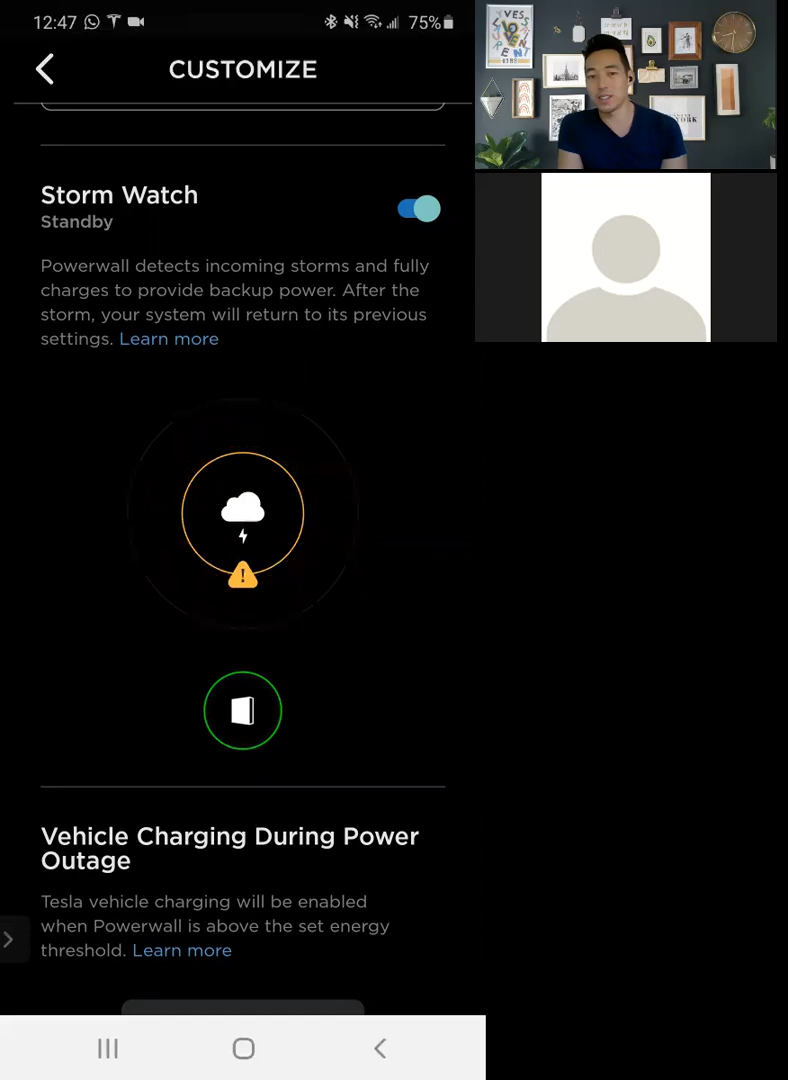 12:47
75%
CUSTOMIZE
Storm Watch
Standby
Powerwall detects incoming storms and fully
charges to provide backup power. After the
storm, your system will return to its previous
settings. Learn more
!
Vehicle Charging During Power
Outage
Tesla vehicle charging will be enabled
when Powerwall is above the set energy
threshold. Learn more
YVES